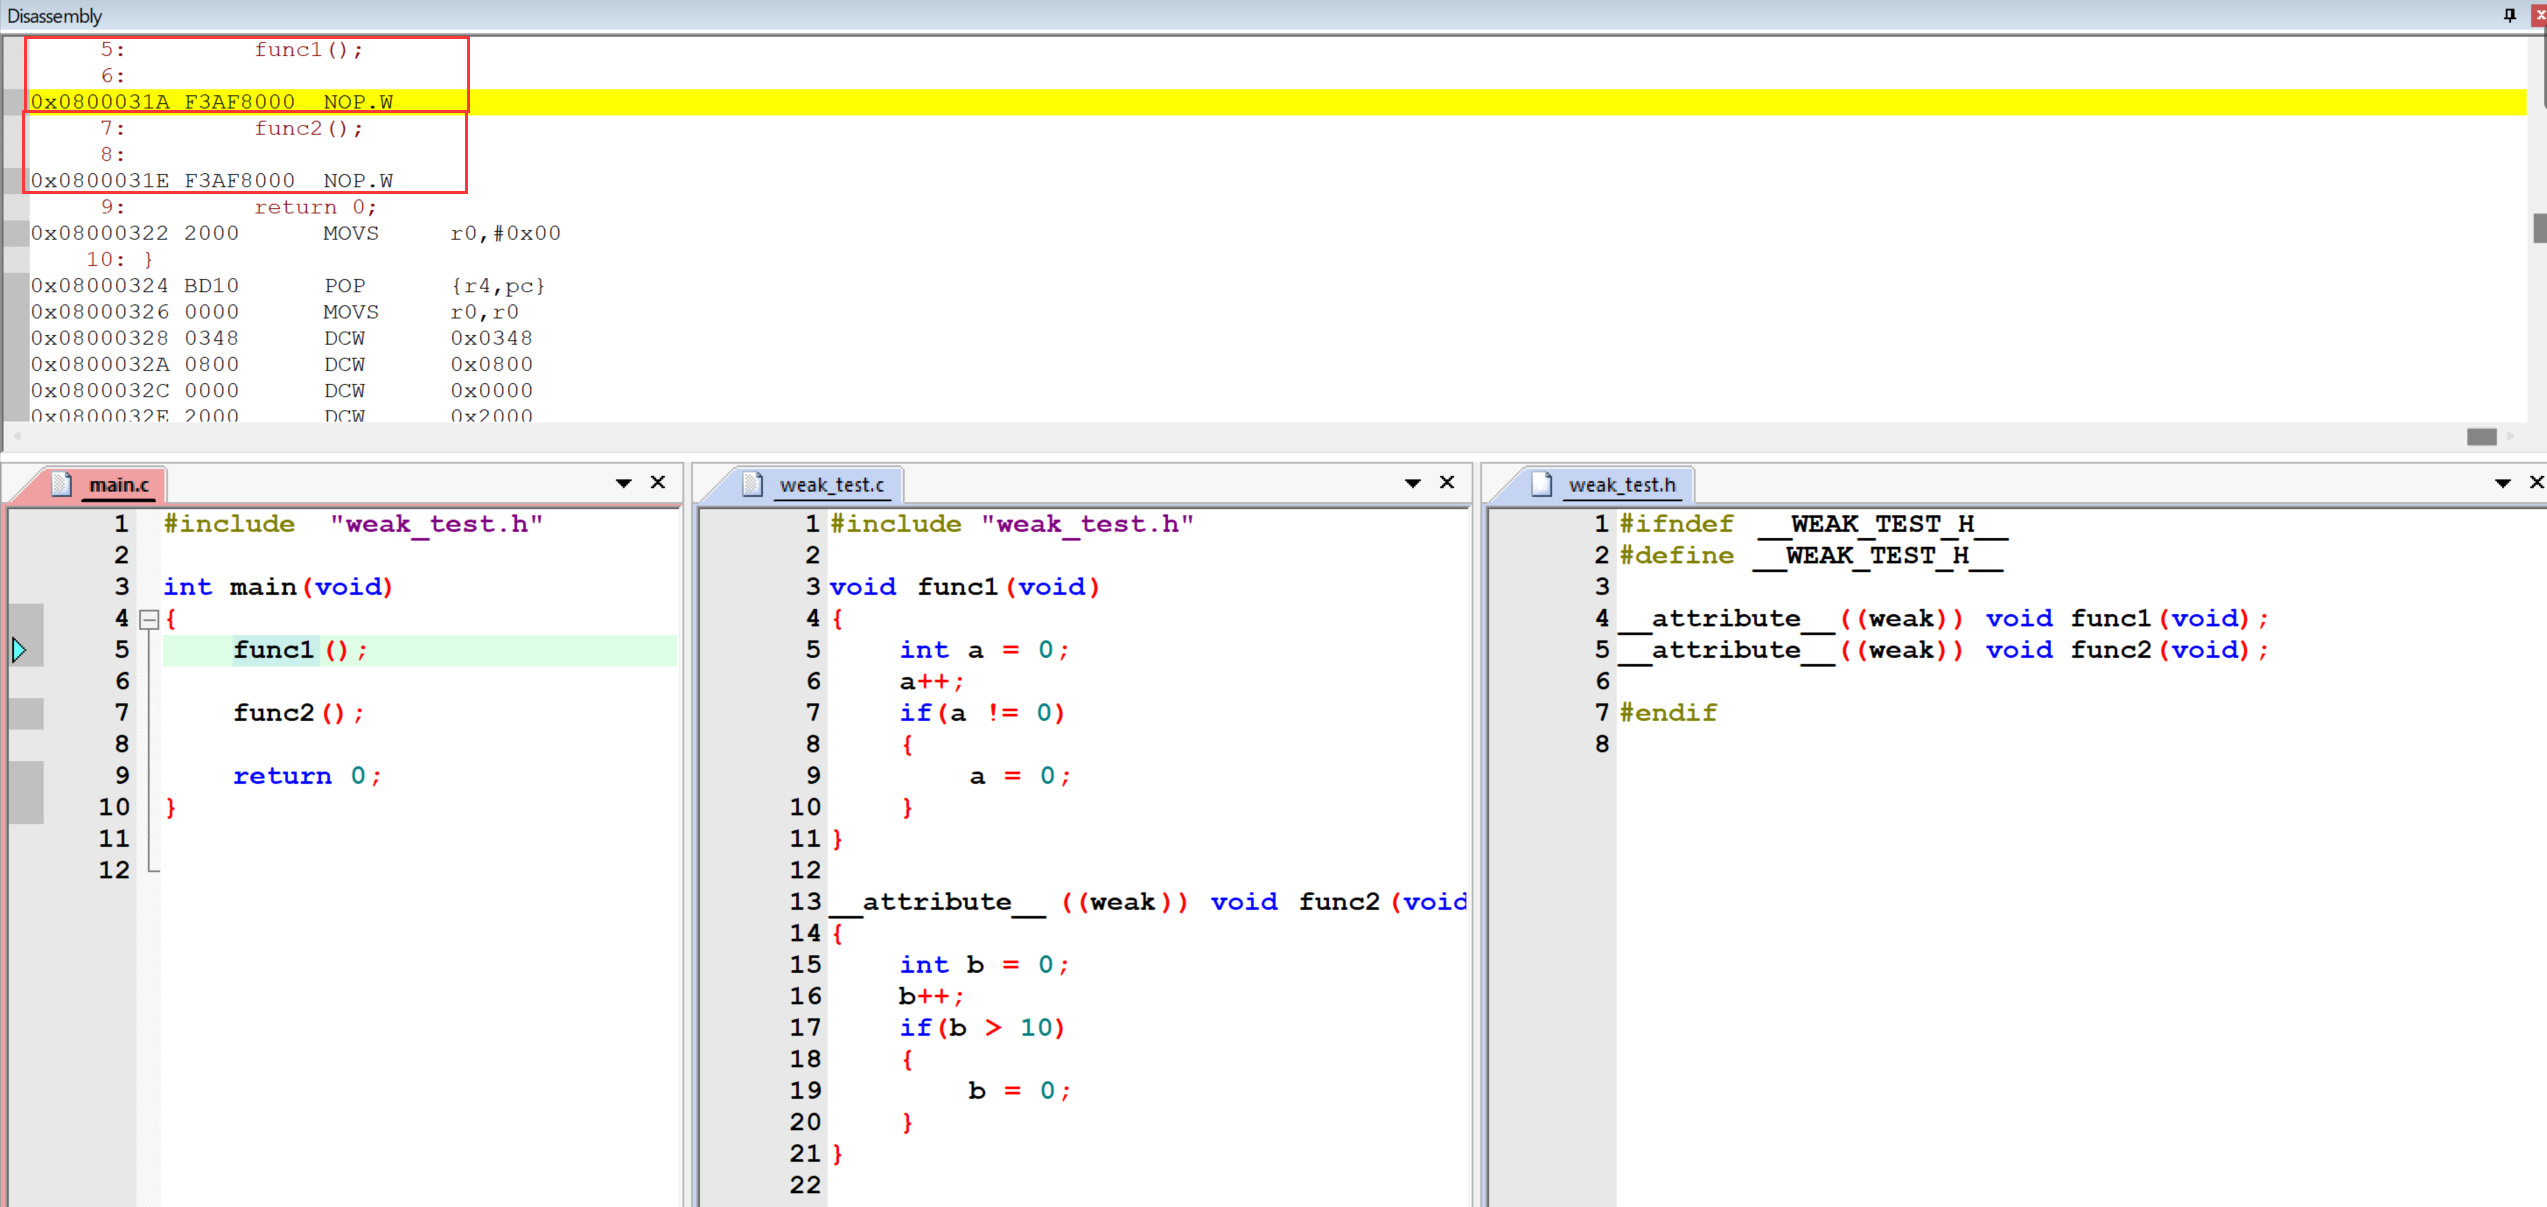 Disassembly
5: func1();
6:
0x0800031A F3AF8000 NOP.W
7: func2();
8:
0x0800031E F3AF8000 NOP.W
9: return 0;
0x08000322 2000 MOVS r0,#0x00
10: }
0x08000324 BD10 POP {r4,pc}
0x08000326 0000 MOVS r0,r0
0x08000328 0348 DCW 0x0348
0x0800032A 0800 DCW 0x0800
0x0800032C 0000 DCW 0x0000
0x0800032E 2000 DCW 0x2000
main.c
1 #include "weak_test.h"
2
3 int main(void)
4 {
5 func1();
6
7 func2();
8
9 return 0;
10 }
11
12
weak_test.c
1 #include "weak_test.h"
2
3 void func1(void)
4 {
5 int a = 0;
6 a++;
7 if(a != 0)
8 {
9 a = 0;
10 }
11 }
12
13 __attribute__ ((weak)) void func2(void
14 {
15 int b = 0;
16 b++;
17 if(b > 10)
18 {
19 b = 0;
20 }
21 }
22
weak_test.h
1 #ifndef __WEAK_TEST_H__
2 #define __WEAK_TEST_H__
3
4 __attribute__((weak)) void func1(void);
5 __attribute__((weak)) void func2(void);
6
7 #endif
8